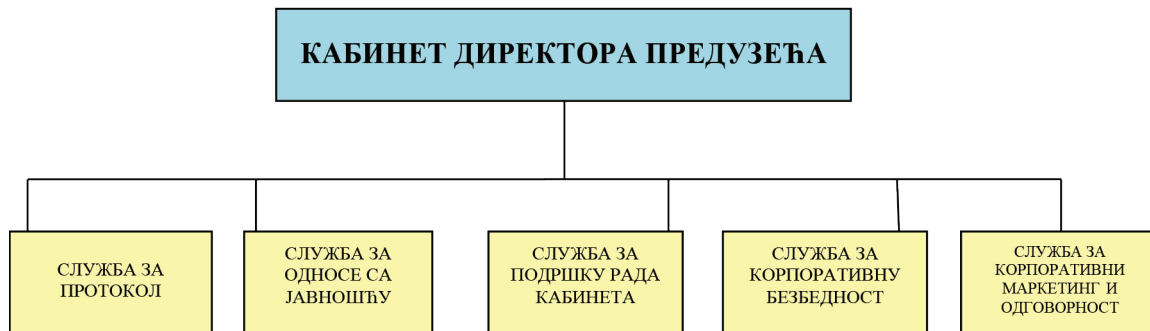 КАБИНЕТ ДИРЕКТОРА ПРЕДУЗЕЋА
СЛУЖБА ЗА
ПРОТОКОЛ
СЛУЖБА ЗА
ОДНОСЕ СА
ЈАВНОШЋУ
СЛУЖБА ЗА
ПОДРШКУ РАДА
КАБИНЕТА
СЛУЖБА ЗА
КОРПОРАТИВНУ
БЕЗБЕДНОСТ
СЛУЖБА ЗА
КОРПОРАТИВНИ
МАРКЕТИНГ И
ОДГОВОРНОСТ